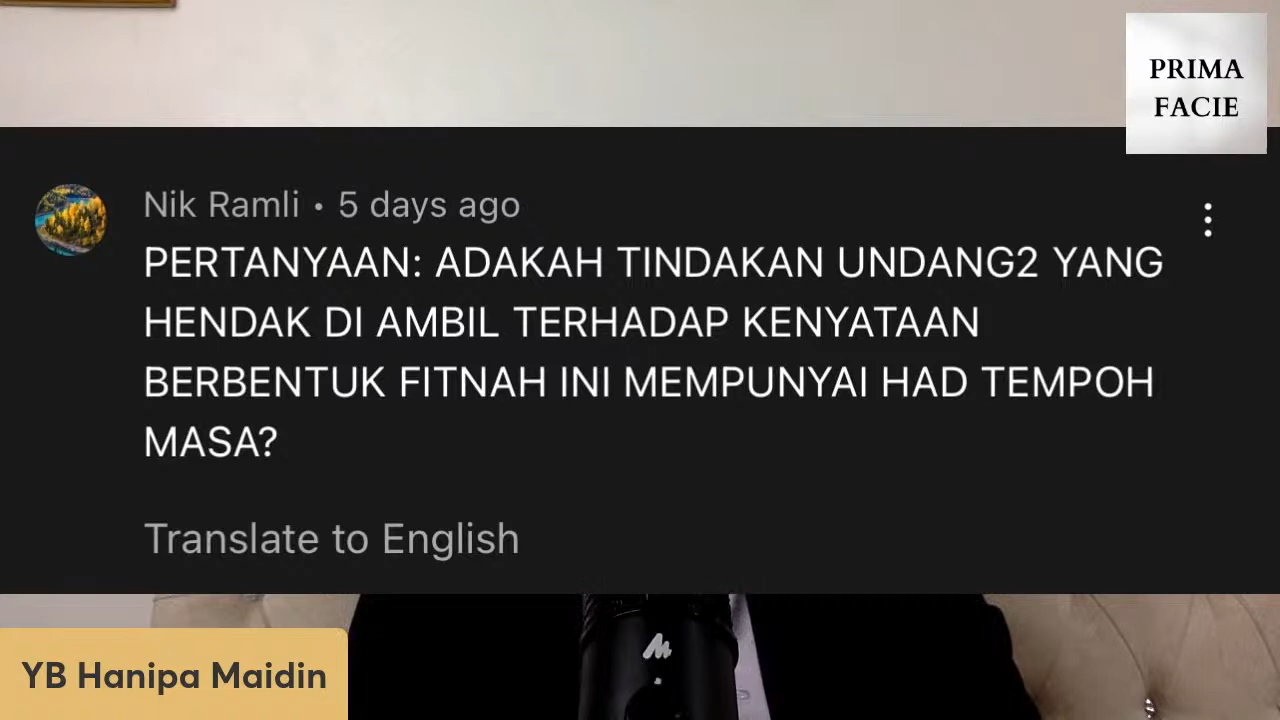 PRIMA
FACIE
Nik Ramli • 5 days ago
PERTANYAAN: ADAKAH TINDAKAN UNDANG2 YANG
HENDAK DI AMBIL TERHADAP KENYATAAN
BERBENTUK FITNAH INI MEMPUNYAI HAD TEMPOH
MASA?
Translate to English
YB Hanipa Maidin